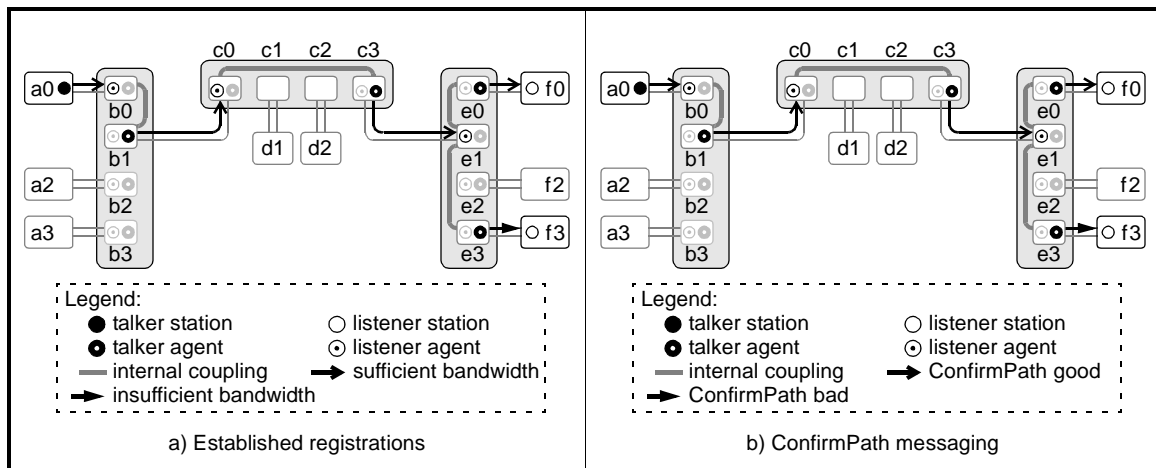 c0 c1 c2 c3
a0 f0
b0 e0
b1 d1 d2 e1
a2 f2
b2 e2
a3 f3
b3 e3
Legend:
talker station listener station
talker agent listener agent
internal coupling sufficient bandwidth
insufficient bandwidth
a) Established registrations
c0 c1 c2 c3
a0 f0
b0 e0
b1 d1 d2 e1
a2 f2
b2 e2
a3 f3
b3 e3
Legend:
talker station listener station
talker agent listener agent
internal coupling ConfirmPath good
ConfirmPath bad
b) ConfirmPath messaging